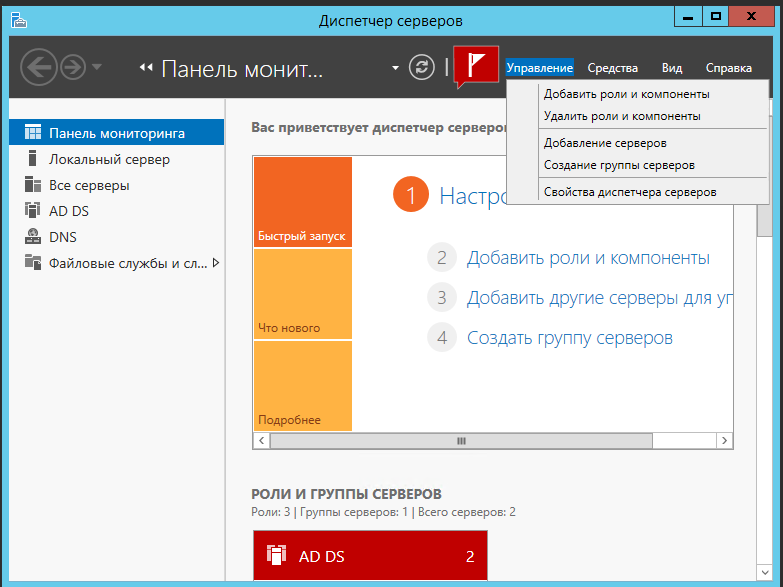 Диспетчер серверов
Панель монит...
Управление Средства Вид Справка
Добавить роли и компоненты
Удалить роли и компоненты
Добавление серверов
Создание группы серверов
Свойства диспетчера серверов
Панель мониторинга
Локальный сервер
Все серверы
AD DS
DNS
Файловые службы и сл...
Вас приветствует диспетчер серверо
Быстрый запуск
Что нового
Подробнее
1 Настро
2 Добавить роли и компоненты
3 Добавить другие серверы для уп
4 Создать группу серверов
РОЛИ И ГРУППЫ СЕРВЕРОВ
Роли: 3 | Группы серверов: 1 | Всего серверов: 2
AD DS 2